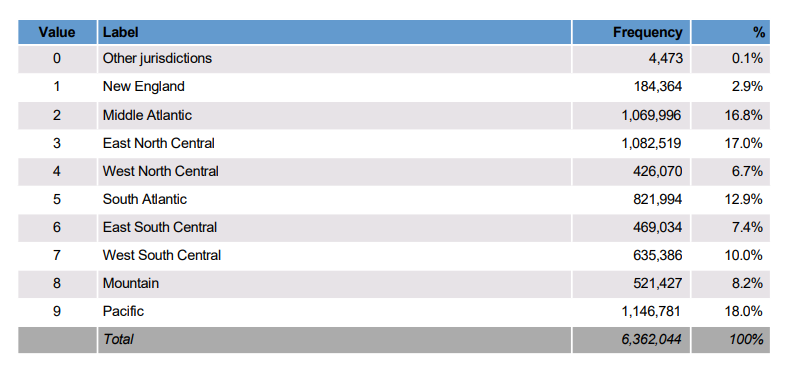 Value Label Frequency %
0 Other jurisdictions 4,473 0.1%
1 New England 184,364 2.9%
2 Middle Atlantic 1,069,996 16.8%
3 East North Central 1,082,519 17.0%
4 West North Central 426,070 6.7%
5 South Atlantic 821,994 12.9%
6 East South Central 469,034 7.4%
7 West South Central 635,386 10.0%
8 Mountain 521,427 8.2%
9 Pacific 1,146,781 18.0%
Total 6,362,044 100%